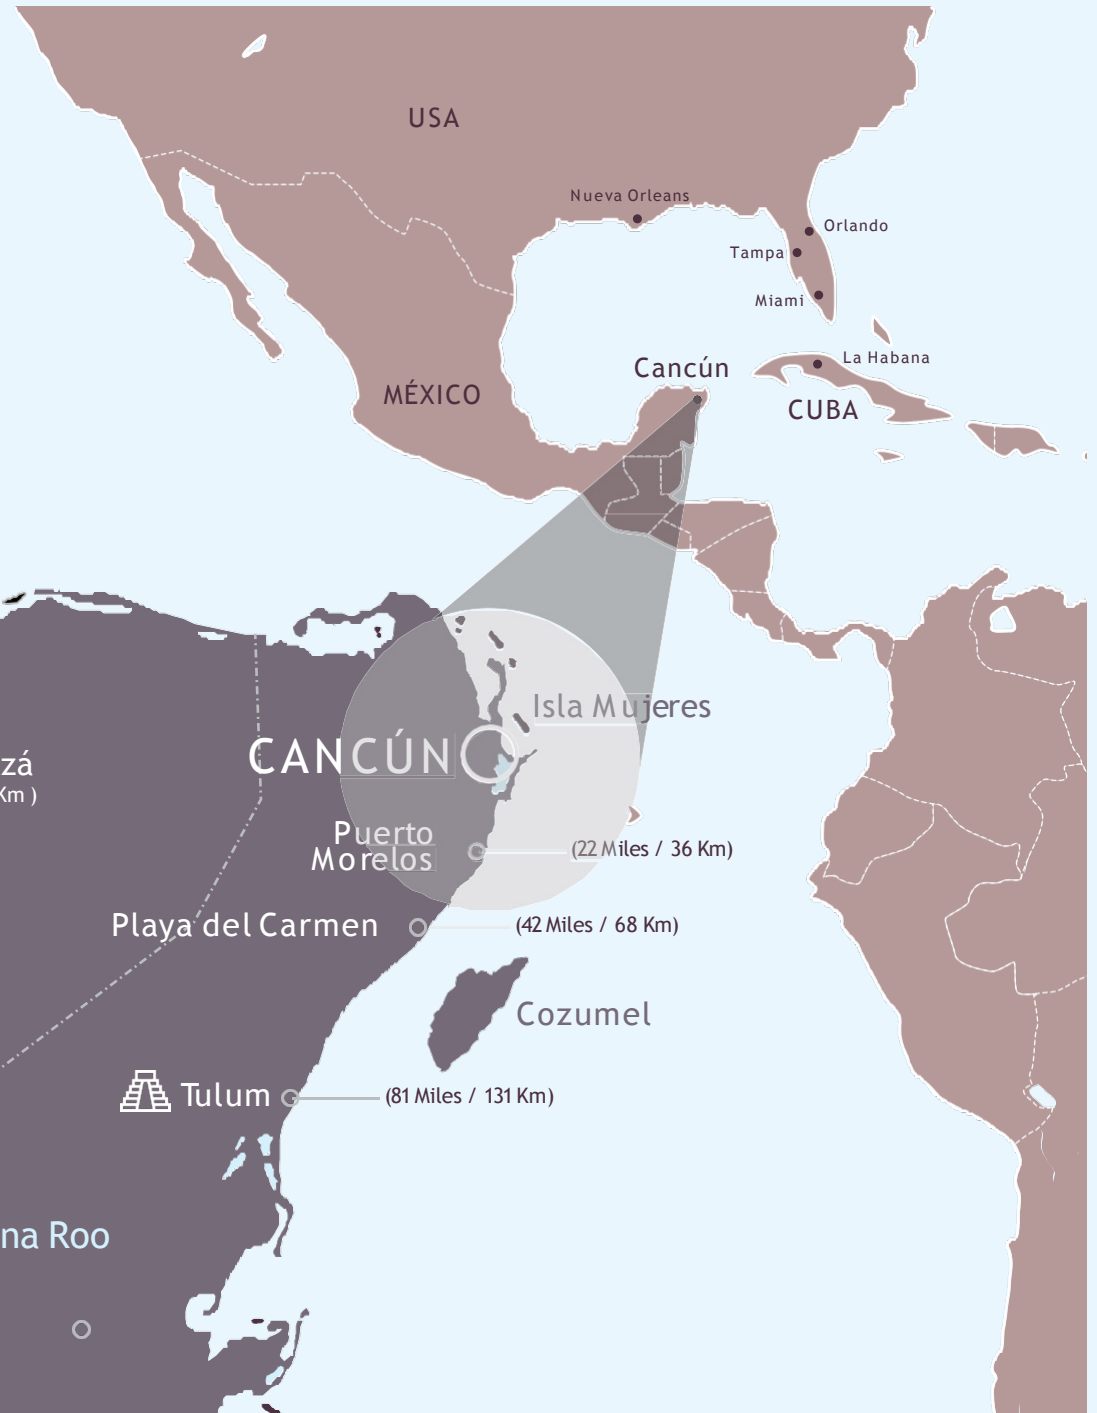 USA
Nueva Orleans
Orlando
Tampa
Miami
La Habana
Cancún
MÉXICO
CUBA
Isla Mujeres
CANCÚN
zá
Km )
Puerto
Morelos
(22 Miles / 36 Km)
Playa del Carmen
(42 Miles / 68 Km)
Cozumel
Tulum
(81 Miles / 131 Km)
na Roo